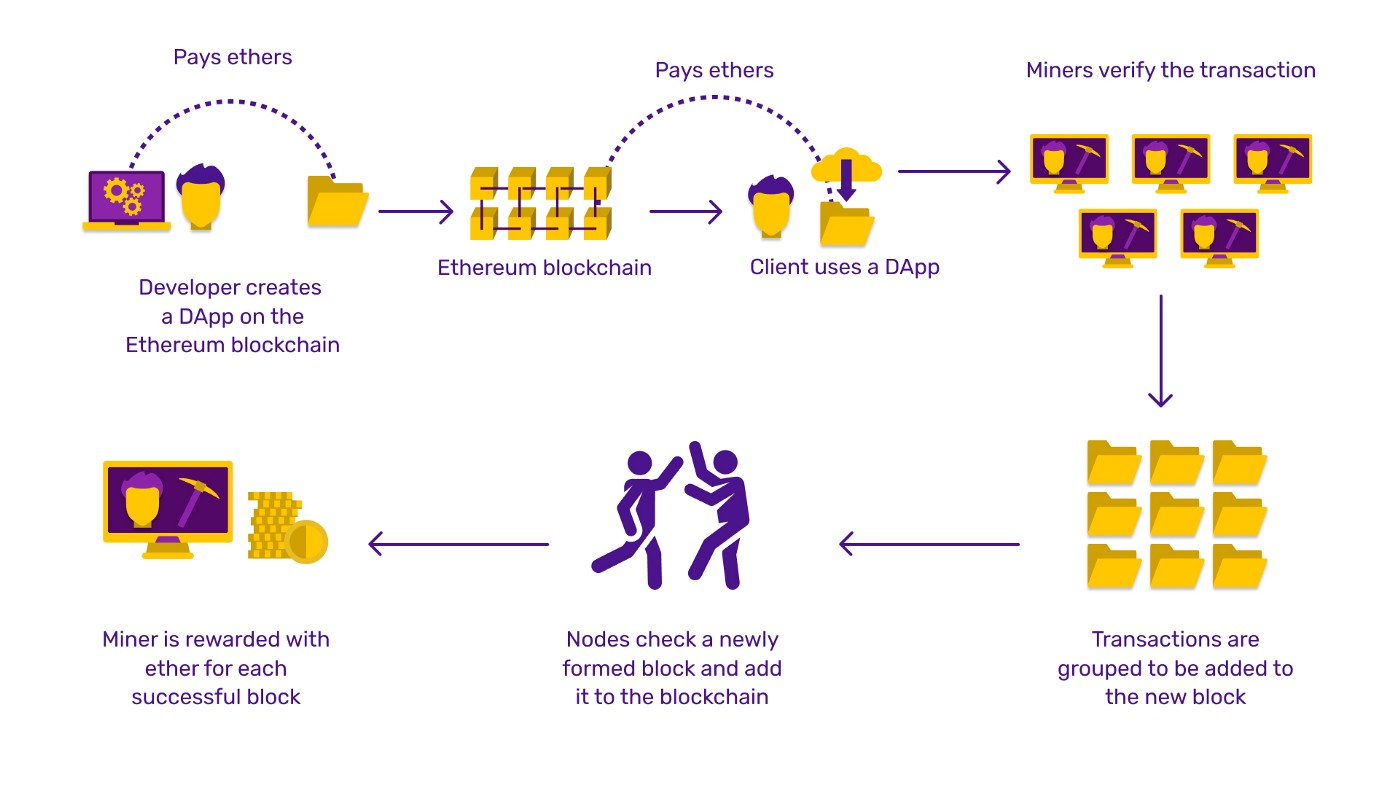 Pays ethers
Pays ethers
Miners verify the transaction
Developer creates
a DApp on the
Ethereum blockchain
Ethereum blockchain
Client uses a DApp
Miner is rewarded with
ether for each
successful block
Nodes check a newly
formed block and add
it to the blockchain
Transactions are
grouped to be added to
the new block